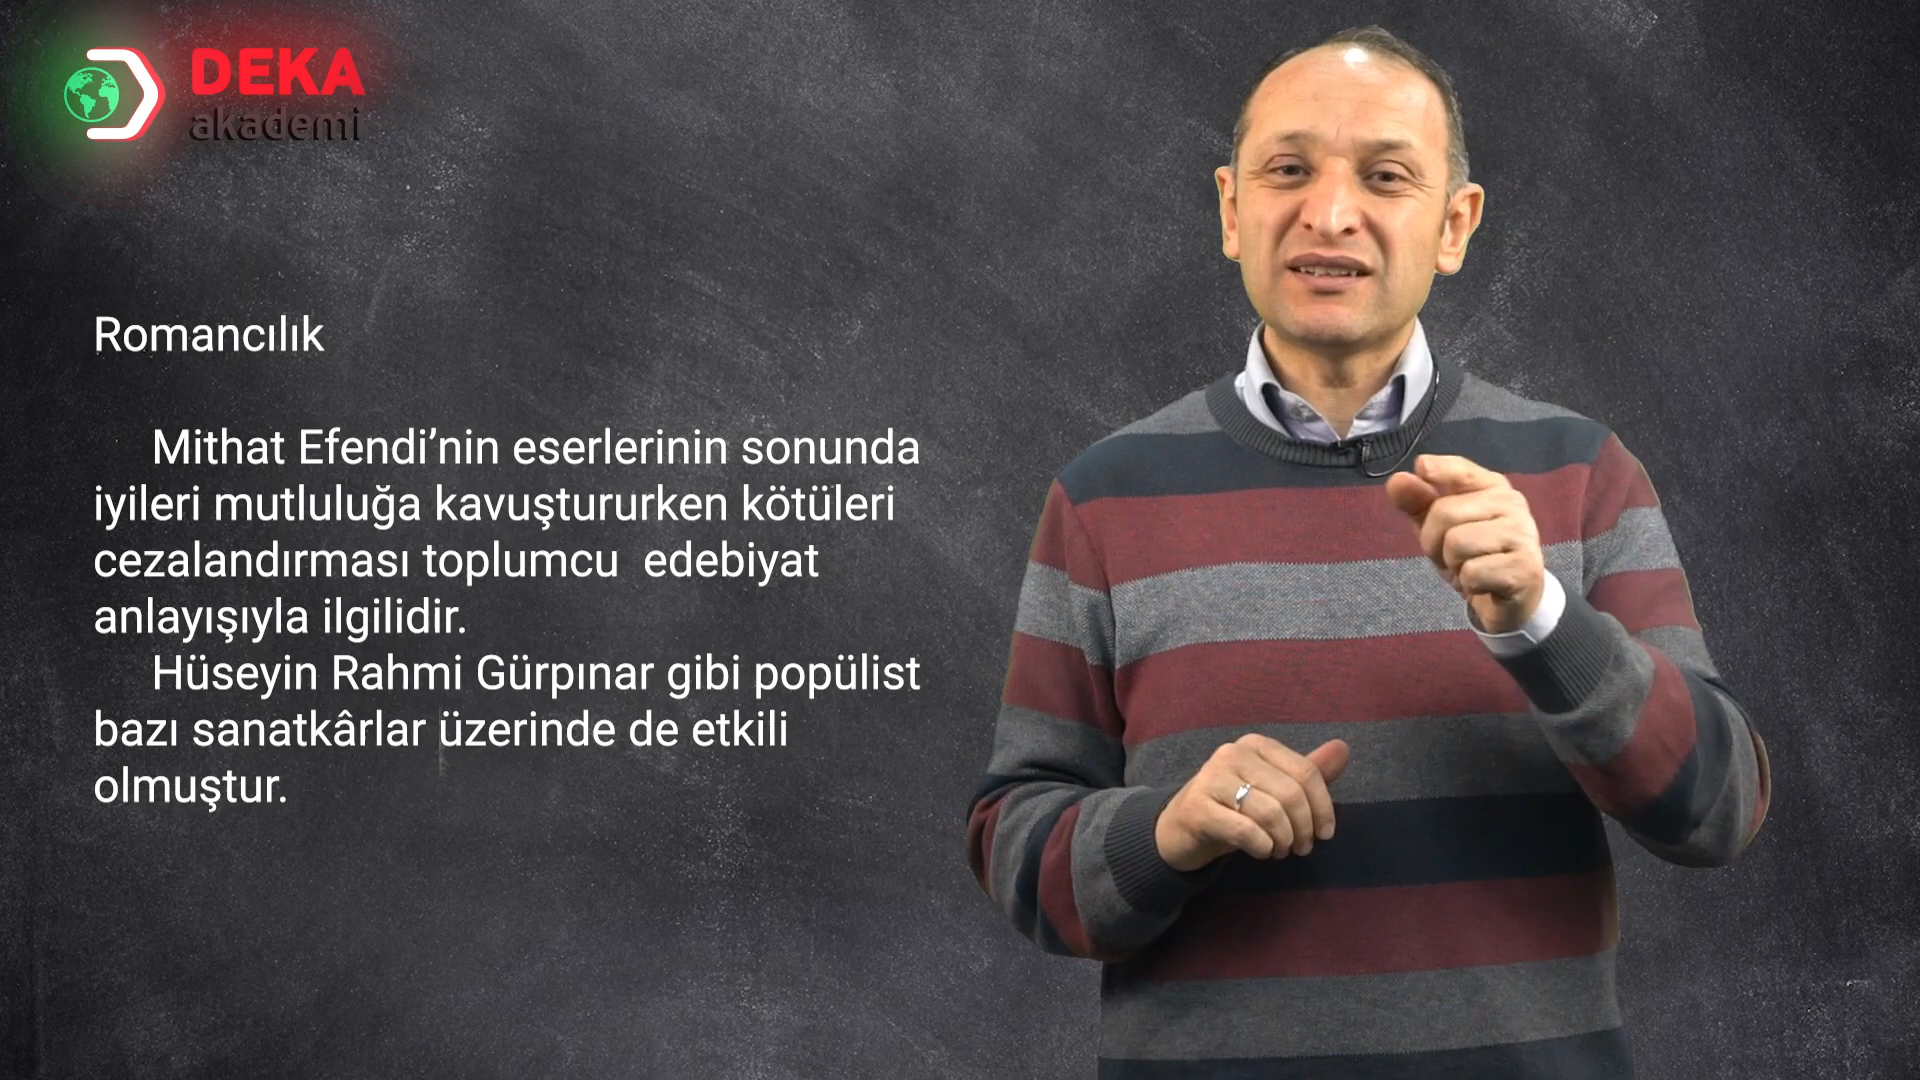 DEKA
akademi
Romancılık
Mithat Efendi’nin eserlerinin sonunda
iyileri mutluluğa kavuştururken kötüleri
cezalandırması toplumcu  edebiyat
anlayışıyla ilgilidir.
Hüseyin Rahmi Gürpınar gibi popülist
bazı sanatkârlar üzerinde de etkili
olmuştur.